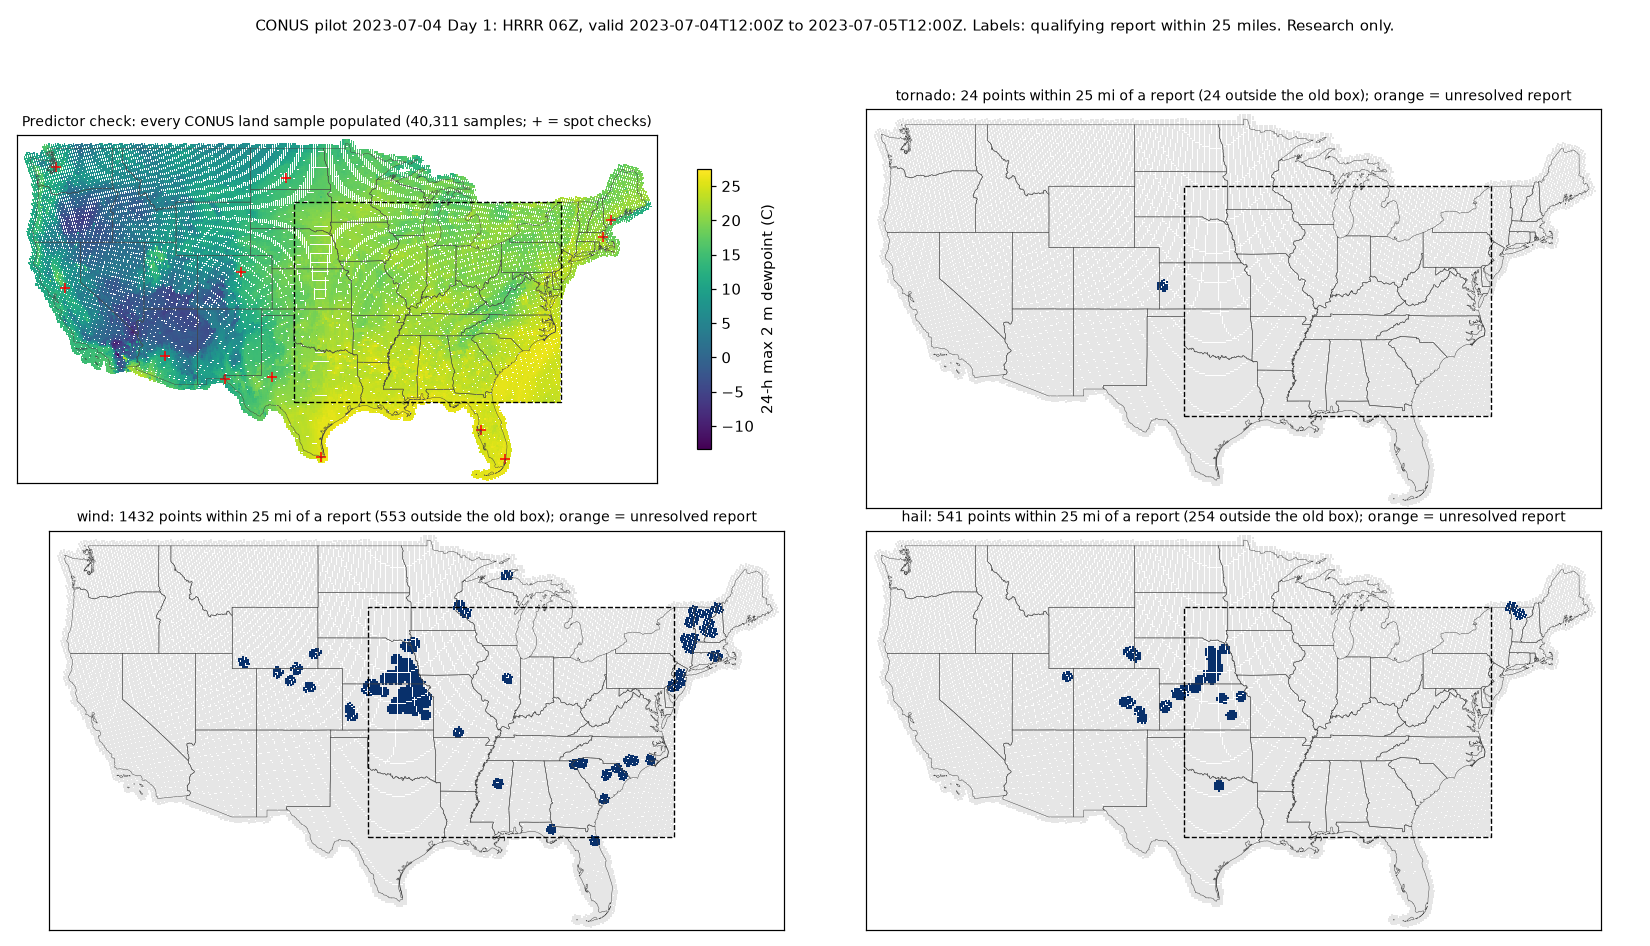 CONUS pilot 2023-07-04 Day 1: HRRR 06Z, valid 2023-07-04T12:00Z to 2023-07-05T12:00Z. Labels: qualifying report within 25 miles. Research only.
Predictor check: every CONUS land sample populated (40,311 samples; + = spot checks)
25
20
15
10
5
0
−5
−10
24-h max 2 m dewpoint (C)
tornado: 24 points within 25 mi of a report (24 outside the old box); orange = unresolved report
wind: 1432 points within 25 mi of a report (553 outside the old box); orange = unresolved report
hail: 541 points within 25 mi of a report (254 outside the old box); orange = unresolved report